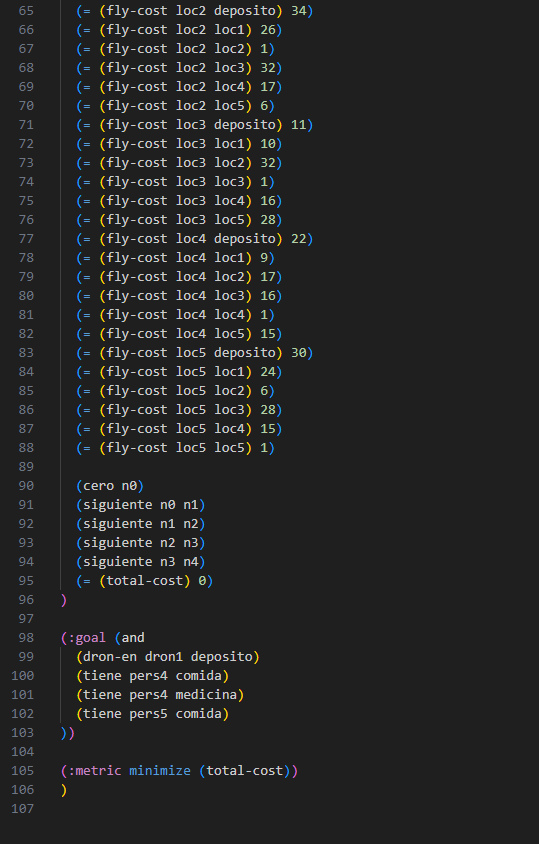 65 (= (fly-cost loc2 deposito) 34)
66 (= (fly-cost loc2 loc1) 26)
67 (= (fly-cost loc2 loc2) 1)
68 (= (fly-cost loc2 loc3) 32)
69 (= (fly-cost loc2 loc4) 17)
70 (= (fly-cost loc2 loc5) 6)
71 (= (fly-cost loc3 deposito) 11)
72 (= (fly-cost loc3 loc1) 10)
73 (= (fly-cost loc3 loc2) 32)
74 (= (fly-cost loc3 loc3) 1)
75 (= (fly-cost loc3 loc4) 16)
76 (= (fly-cost loc3 loc5) 28)
77 (= (fly-cost loc4 deposito) 22)
78 (= (fly-cost loc4 loc1) 9)
79 (= (fly-cost loc4 loc2) 17)
80 (= (fly-cost loc4 loc3) 16)
81 (= (fly-cost loc4 loc4) 1)
82 (= (fly-cost loc4 loc5) 15)
83 (= (fly-cost loc5 deposito) 30)
84 (= (fly-cost loc5 loc1) 24)
85 (= (fly-cost loc5 loc2) 6)
86 (= (fly-cost loc5 loc3) 28)
87 (= (fly-cost loc5 loc4) 15)
88 (= (fly-cost loc5 loc5) 1)
89
90 (cero n0)
91 (siguiente n0 n1)
92 (siguiente n1 n2)
93 (siguiente n2 n3)
94 (siguiente n3 n4)
95 (= (total-cost) 0)
96 )
97
98 (:goal (and
99 (dron-en dron1 deposito)
100 (tiene pers4 comida)
101 (tiene pers4 medicina)
102 (tiene pers5 comida)
103 ))
104
105 (:metric minimize (total-cost))
106 )
107